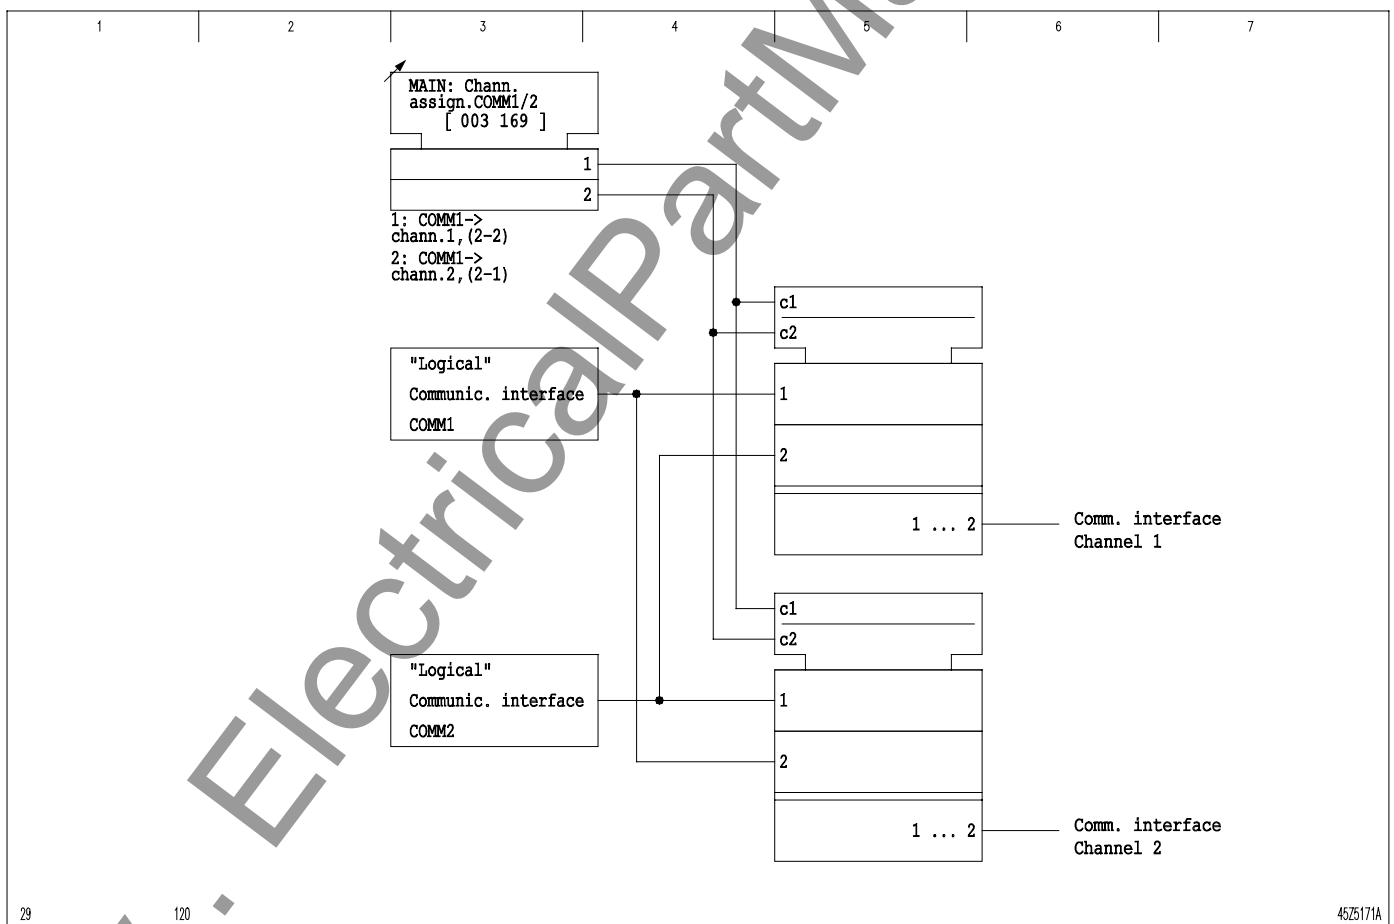 1 2 3 4 5 6 7
MAIN: Chann.
assign.COMM1/2
[ 003 169 ]
1
2
1: COMM1->
chann.1,(2-2)
2: COMM1->
chann.2,(2-1)
c1
c2
"Logical"
Communic. interface
COMM1
1
2
1 ... 2
Comm. interface
Channel 1
c1
c2
"Logical"
Communic. interface
COMM2
1
2
1 ... 2
Comm. interface
Channel 2
29 120 45Z5171A
ElectricalPartM